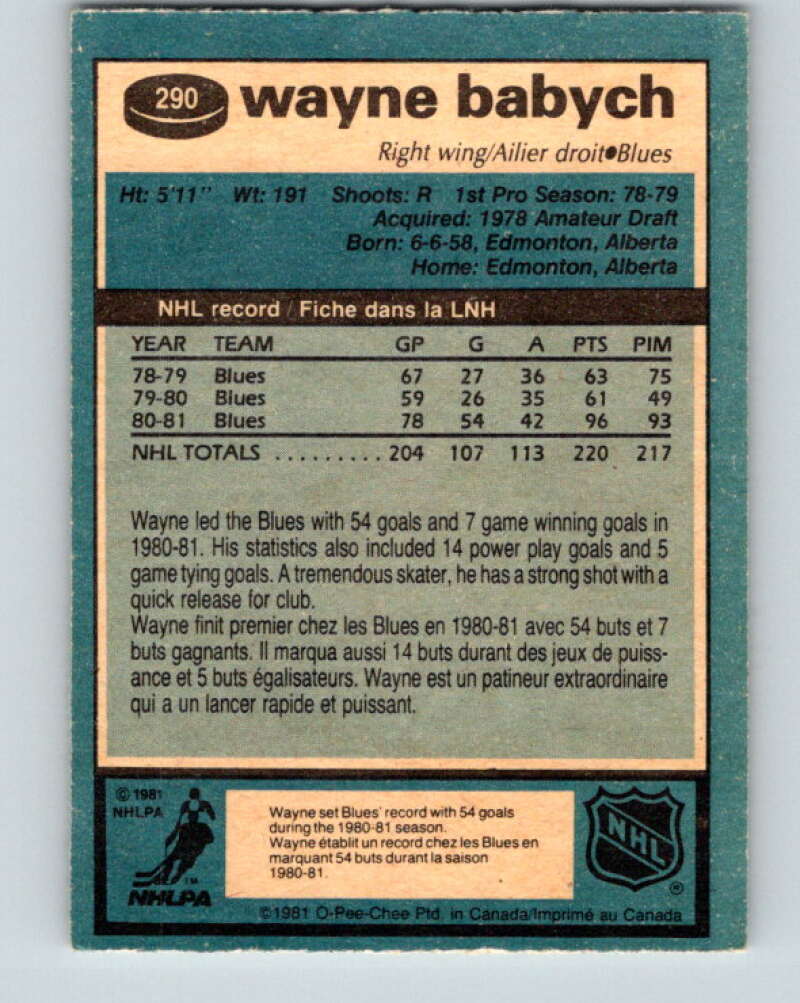 290 wayne babych
Right wing/Ailier droit●Blues
Ht: 5'11" Wt: 191 Shoots: R 1st Pro Season: 78-79
Acquired: 1978 Amateur Draft
Born: 6-6-58, Edmonton, Alberta
Home: Edmonton, Alberta
NHL record / Fiche dans la LNH
YEAR TEAM GP G A PTS PIM
78-79 Blues 67 27 36 63 75
79-80 Blues 59 26 35 61 49
80-81 Blues 78 54 42 96 93
NHL TOTALS ......... 204 107 113 220 217
Wayne led the Blues with 54 goals and 7 game winning goals in
1980-81. His statistics also included 14 power play goals and 5
game tying goals. A tremendous skater, he has a strong shot with a
quick release for club.
Wayne finit premier chez les Blues en 1980-81 avec 54 buts et 7
buts gagnants. Il marqua aussi 14 buts durant des jeux de puiss-
ance et 5 buts égalisateurs. Wayne est un patineur extraordinaire
qui a un lancer rapide et puissant.
© 1981
NHLPA
TM
NHLPA
Wayne set Blues' record with 54 goals
during the 1980-81 season.
Wayne établit un record chez les Blues en
marquant 54 buts durant la saison
1980-81.
NHL
®
©1981 O-Pee-Chee Ptd. in Canada/Imprimé au Canada